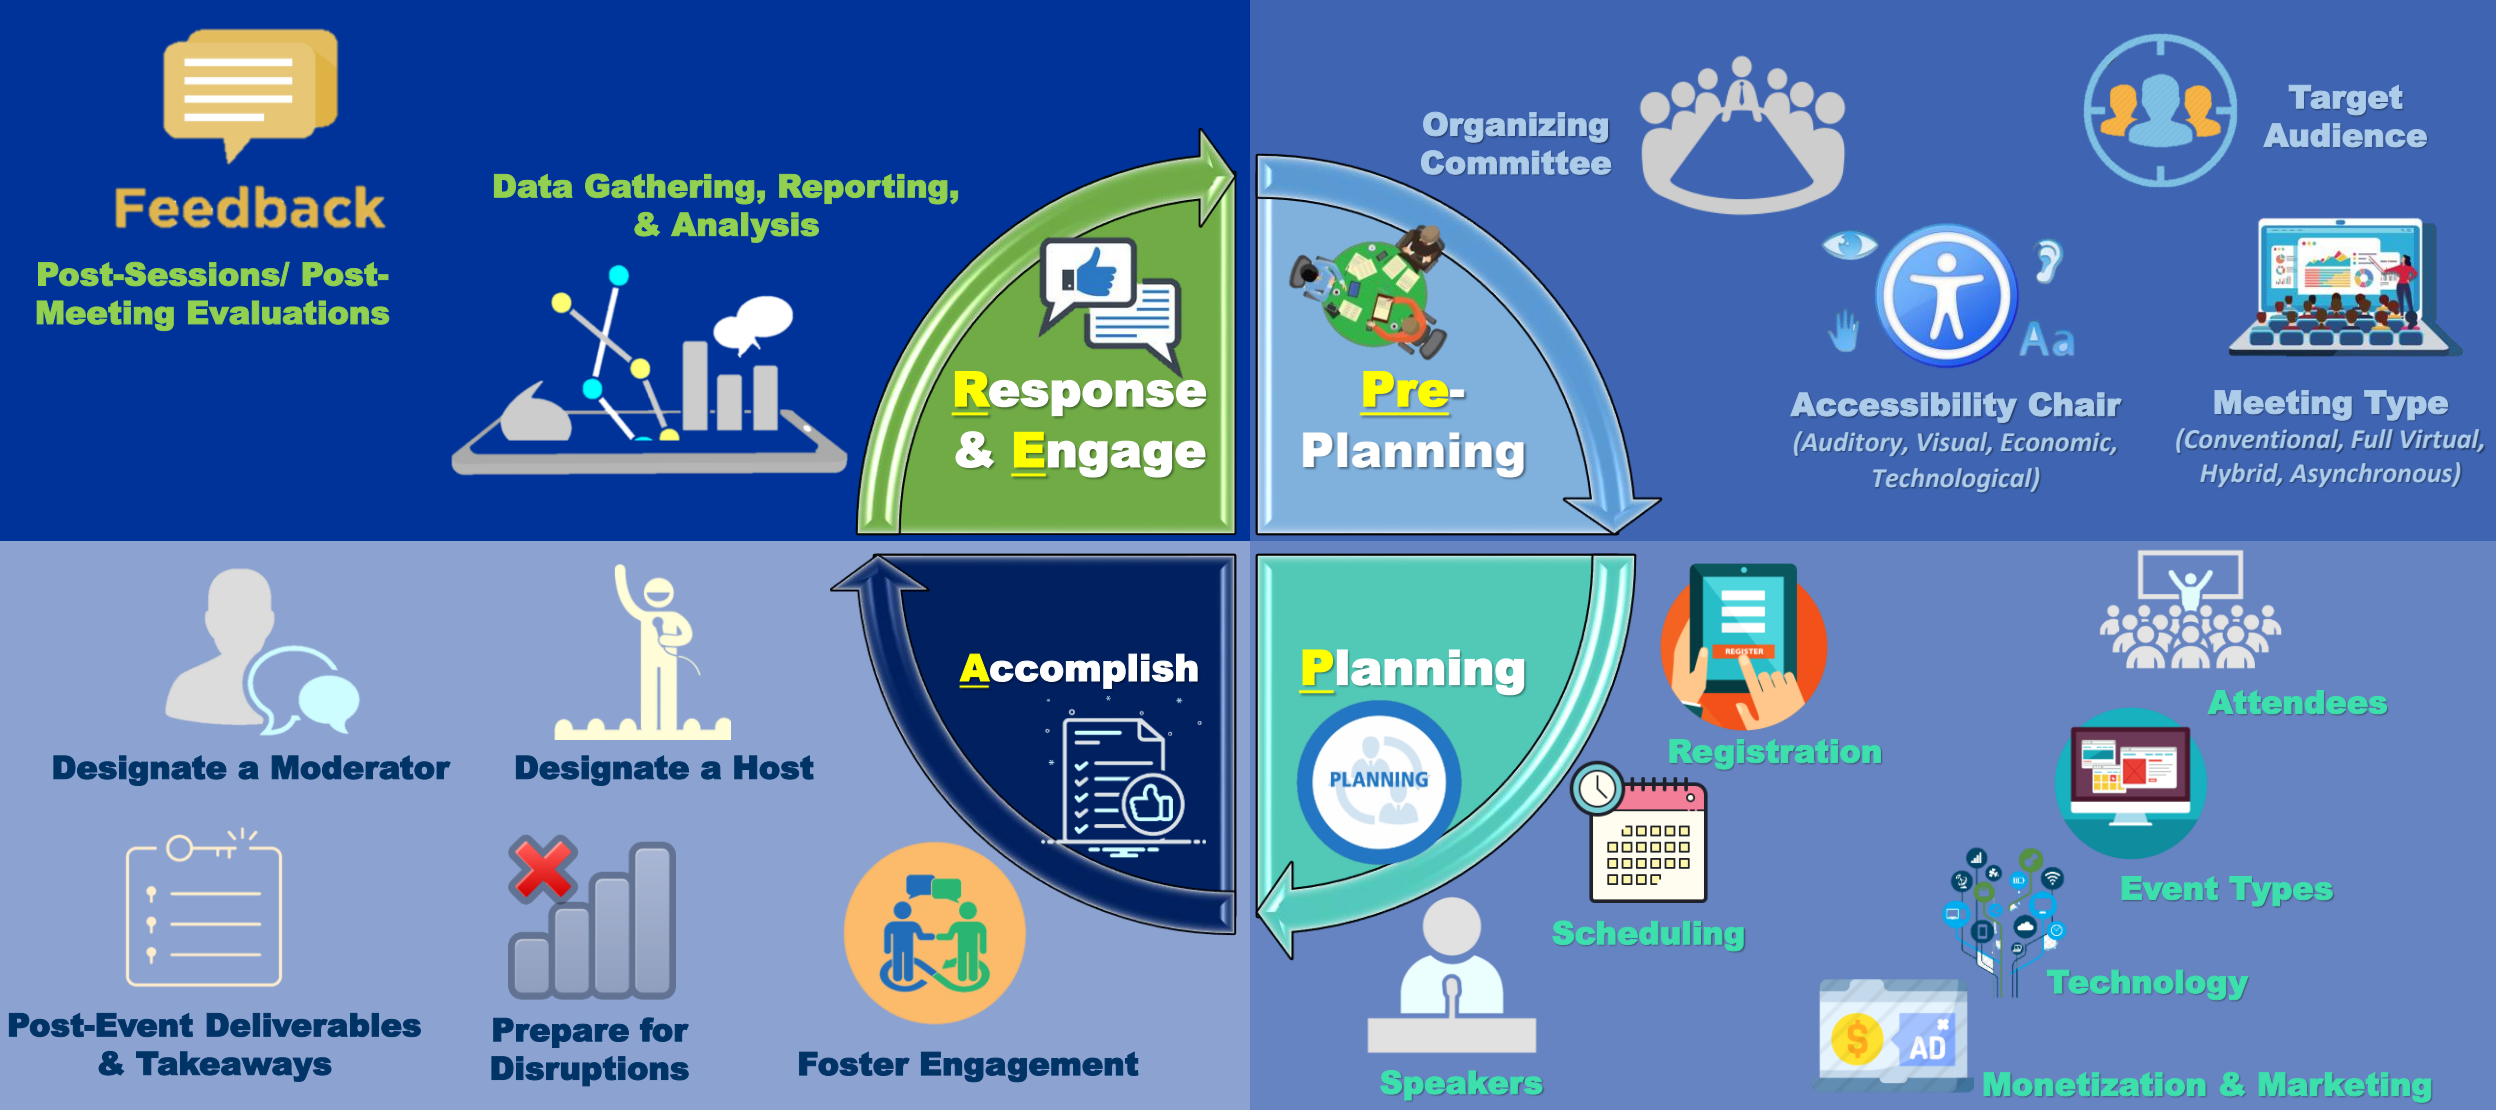 Feedback
Post-Sessions/ Post-
Meeting Evaluations
Data Gathering, Reporting,
& Analysis
Response
& Engage
Pre-
Planning
Organizing
Committee
Target
Audience
Aa
Accessibility Chair
(Auditory, Visual, Economic,
Technological)
Meeting Type
(Conventional, Full Virtual,
Hybrid, Asynchronous)
Designate a Moderator
Designate a Host
Post-Event Deliverables
& Takeaways
Prepare for
Disruptions
Foster Engagement
Accomplish
Planning
PLANNING
REGISTER
Registration
Attendees
Event Types
Scheduling
Technology
Speakers
$
AD
Monetization & Marketing